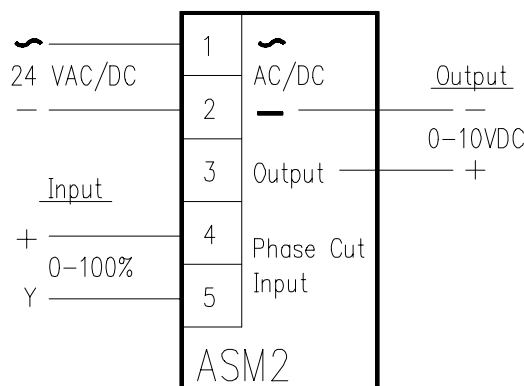 1
AC/DC
24 VAC/DC
2
Output
0-10VDC
3
Output
Input
4
0-100%
Phase Cut
Input
Y
5
ASM2